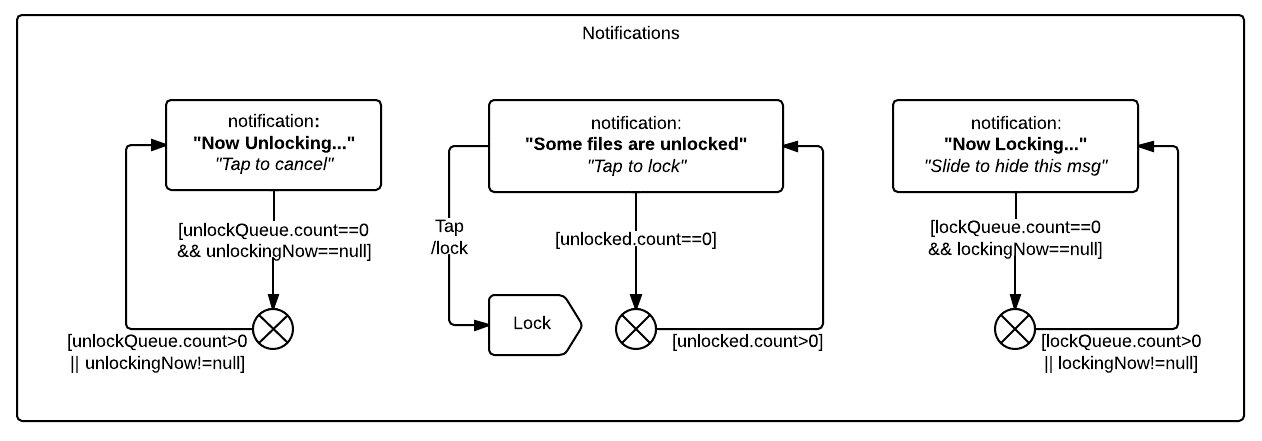 Notifications
notification:
"Now Unlocking..."
"Tap to cancel"
[unlockQueue.count==0
&& unlockingNow==null]
[unlockQueue.count>0
|| unlockingNow!=null]
notification:
"Some files are unlocked"
"Tap to lock"
Tap
/lock
[unlocked.count==0]
Lock
[unlocked.count>0]
notification:
"Now Locking..."
"Slide to hide this msg"
[lockQueue.count==0
&& lockingNow==null]
[lockQueue.count>0
|| lockingNow!=null]